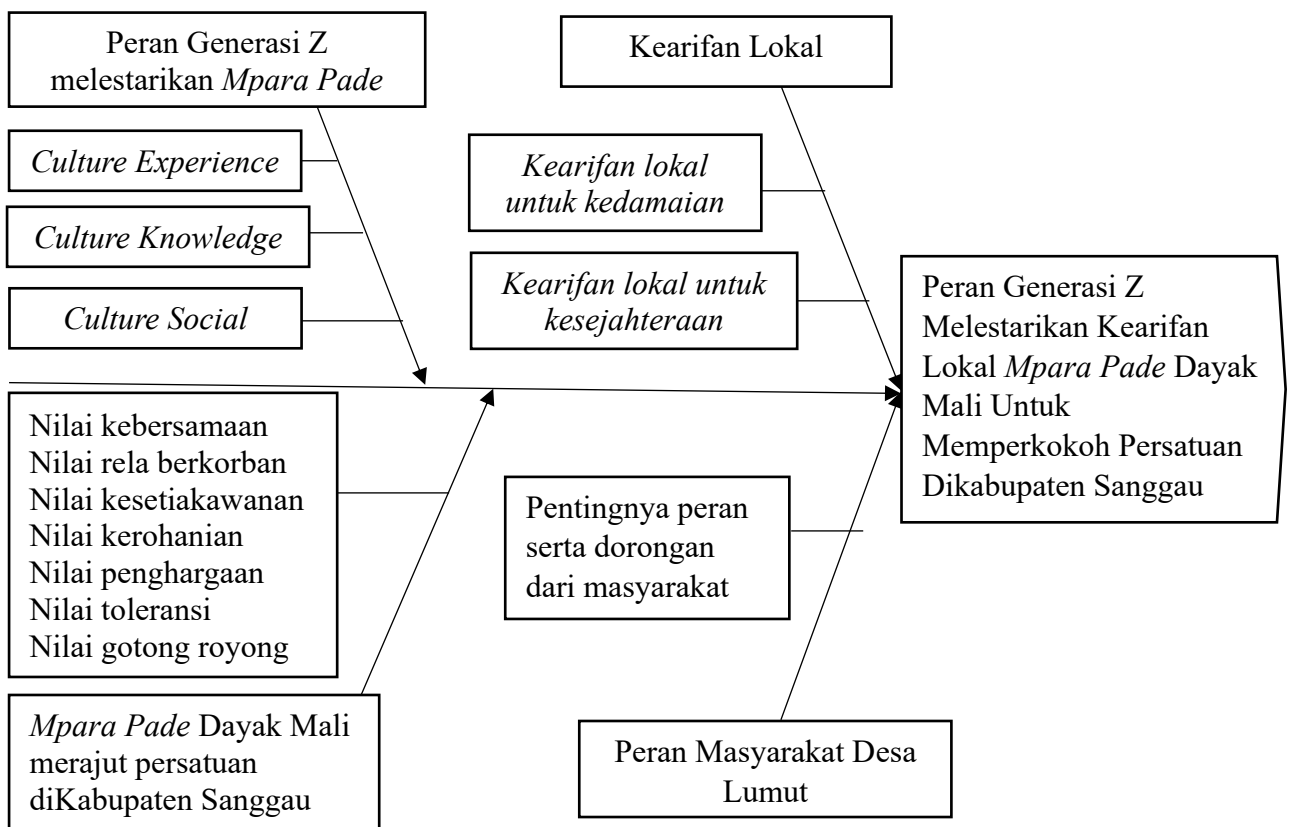 Peran Generasi Z
melestarikan Mpara Pade
Culture Experience
Culture Knowledge
Culture Social
Kearifan Lokal
Kearifan lokal
untuk kedamaian
Kearifan lokal untuk
kesejahteraan
Nilai kebersamaan
Nilai rela berkorban
Nilai kesetiakawanan
Nilai kerohanian
Nilai penghargaan
Nilai toleransi
Nilai gotong royong
Mpara Pade Dayak Mali
merajut persatuan
diKabupaten Sanggau
Pentingnya peran
serta dorongan
dari masyarakat
Peran Masyarakat Desa
Lumut
Peran Generasi Z
Melestarikan Kearifan
Lokal Mpara Pade Dayak
Mali Untuk
Memperkokoh Persatuan
Dikabupaten Sanggau